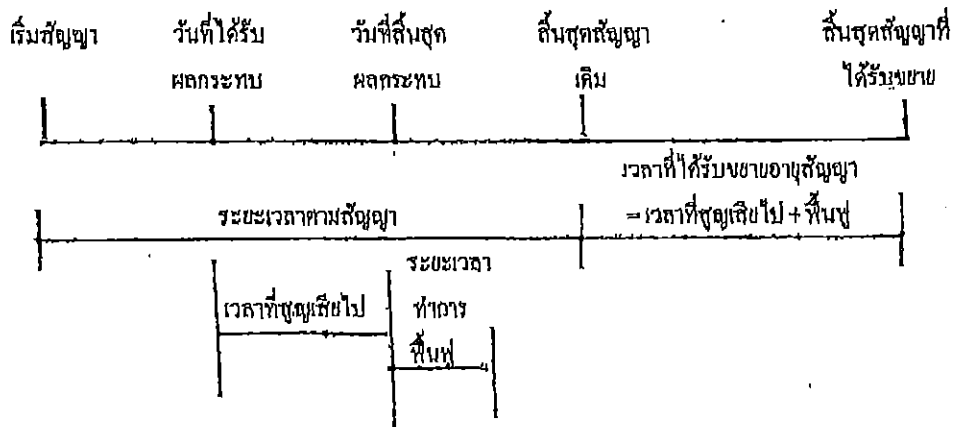 เริ่มสัญญา วันที่ได้รับ วันที่สิ้นสุด สิ้นสุดสัญญา สิ้นสุดสัญญาที่
ผลกระทบ ผลกระทบ เดิม ได้รับขยาย
เวลาที่ได้รับขยายอายุสัญญา
ระยะเวลาตามสัญญา = เวลาที่สูญเสียไป + ฟื้นฟู
ระยะเวลา
เวลาที่สูญเสียไป ทำการ
ฟื้นฟู